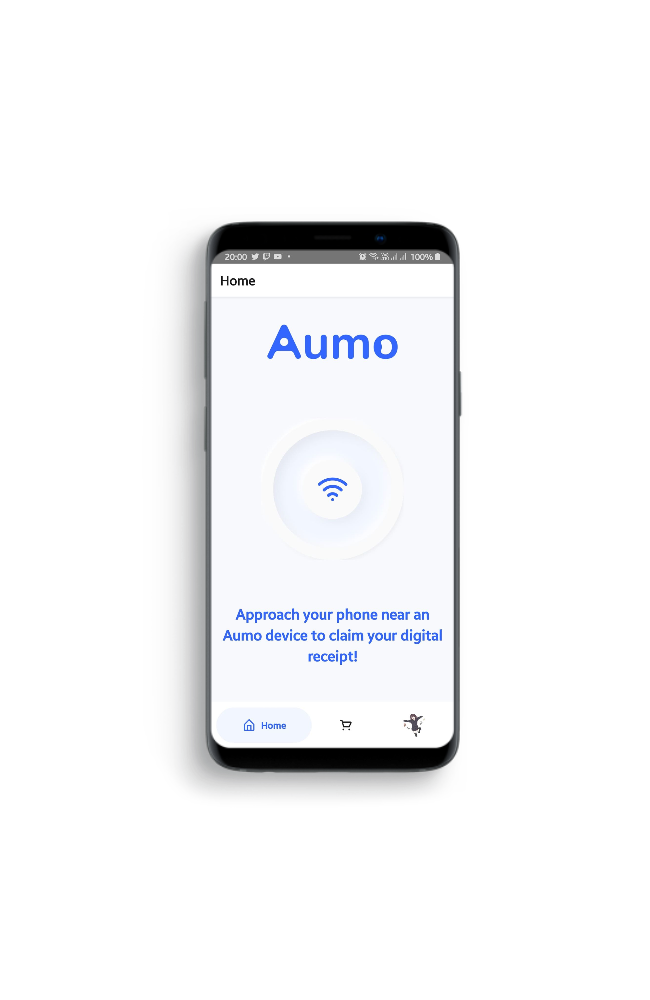 20:00 100%
Home
Aumo
Approach your phone near an
Aumo device to claim your digital
receipt!
Home